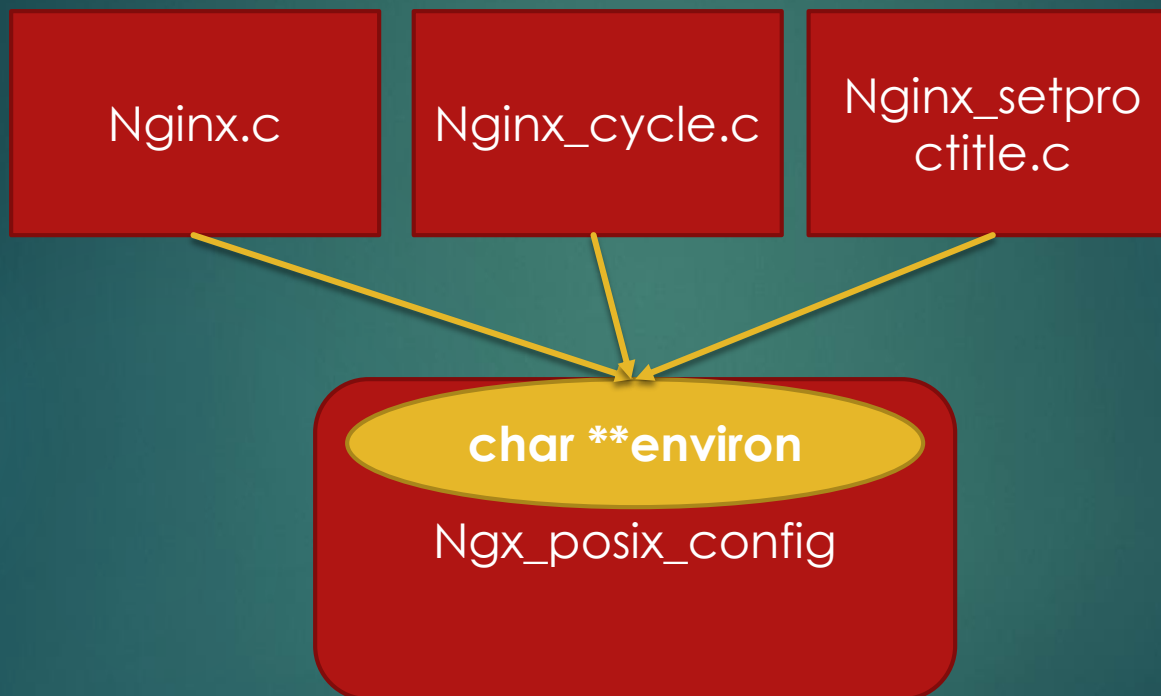 Nginx.c
Nginx_cycle.c
Nginx_setpro
ctitle.c
char **environ
Ngx_posix_config